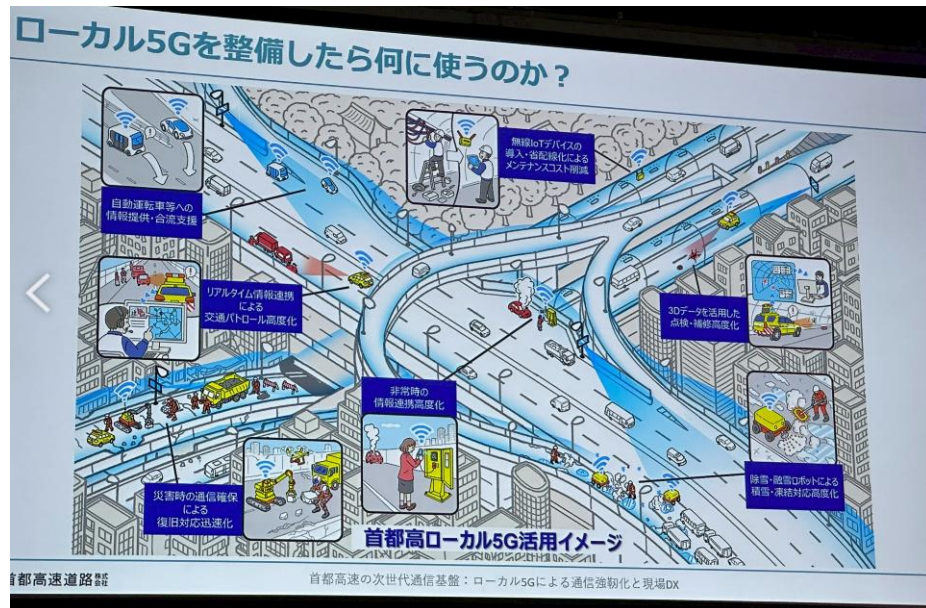 ローカル5Gを整備したら何に使うのか？
自動運転車等への
情報提供・合流支援
無線IoTデバイスの
導入・省配線化による
メンテナンスコスト削減
リアルタイム情報連携
による
交通パトロール高度化
3Dデータを活用した
点検・補修高度化
非常時の
情報連携高度化
災害時の通信確保
による
復旧対応迅速化
除雪・融雪ロボットによる
積雪・凍結対応高度化
首都高ローカル5G活用イメージ
首都高速道路株式会社
首都高速の次世代通信基盤：ローカル5Gによる通信強靭化と現場DX